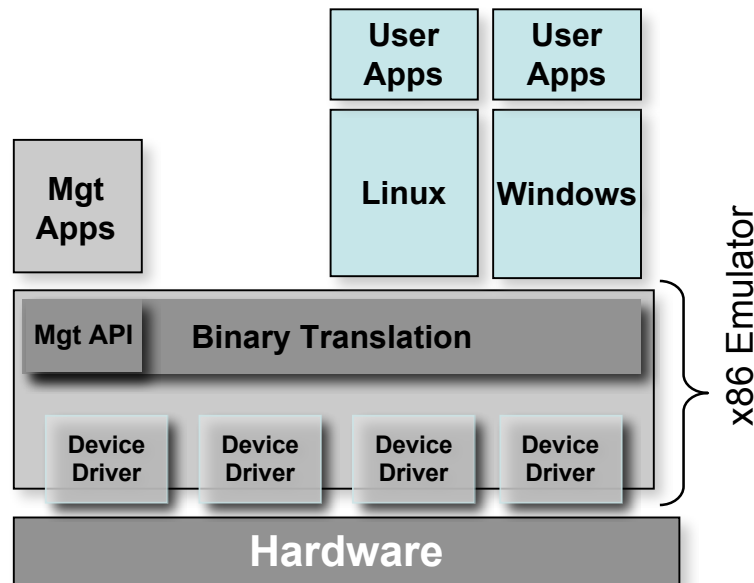 User
Apps
User
Apps
Mgt
Apps
Linux
Windows
Mgt API
Binary Translation
x86 Emulator
Device
Driver
Device
Driver
Device
Driver
Device
Driver
Hardware